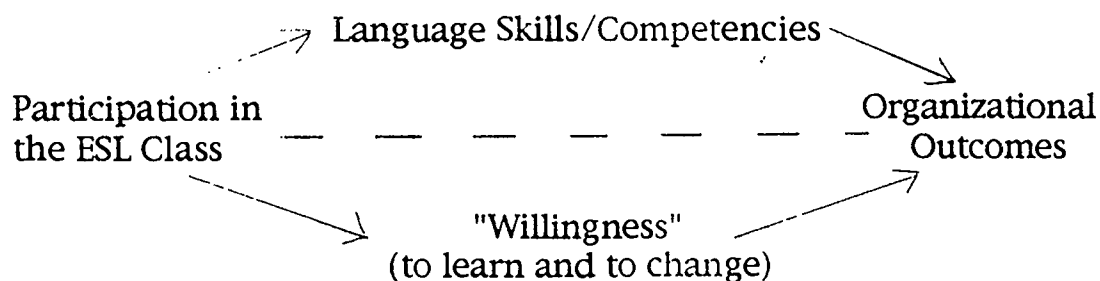 Language Skills/Competencies
Participation in
the ESL Class
Organizational
Outcomes
"Willingness"
(to learn and to change)